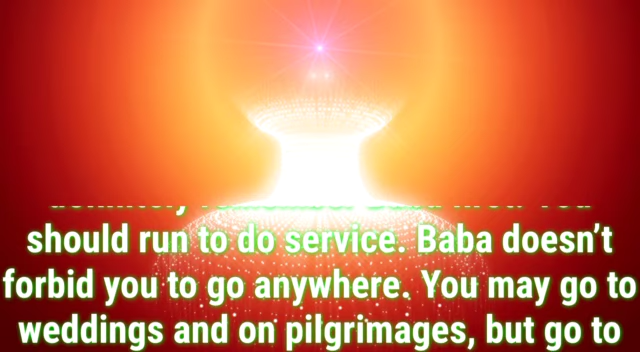 should run to do service. Baba doesn’t
forbid you to go anywhere. You may go to
weddings and on pilgrimages, but go to